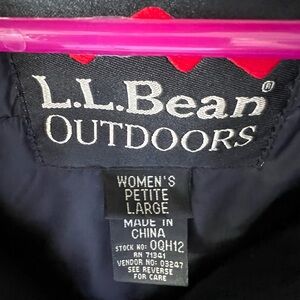 L.L.Bean®
OUTDOORS
WOMEN'S
PETITE
LARGE
MADE IN
CHINA
STOCK NO: 0QH12
RN 71341
VENDOR NO: 03247
SEE REVERSE
FOR CARE